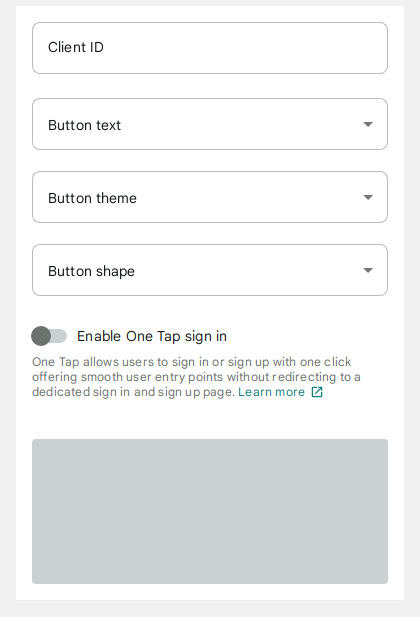 Client ID
Button text
Button theme
Button shape
Enable One Tap sign in
One Tap allows users to sign in or sign up with one click
offering smooth user entry points without redirecting to a
dedicated sign in and sign up page. Learn more